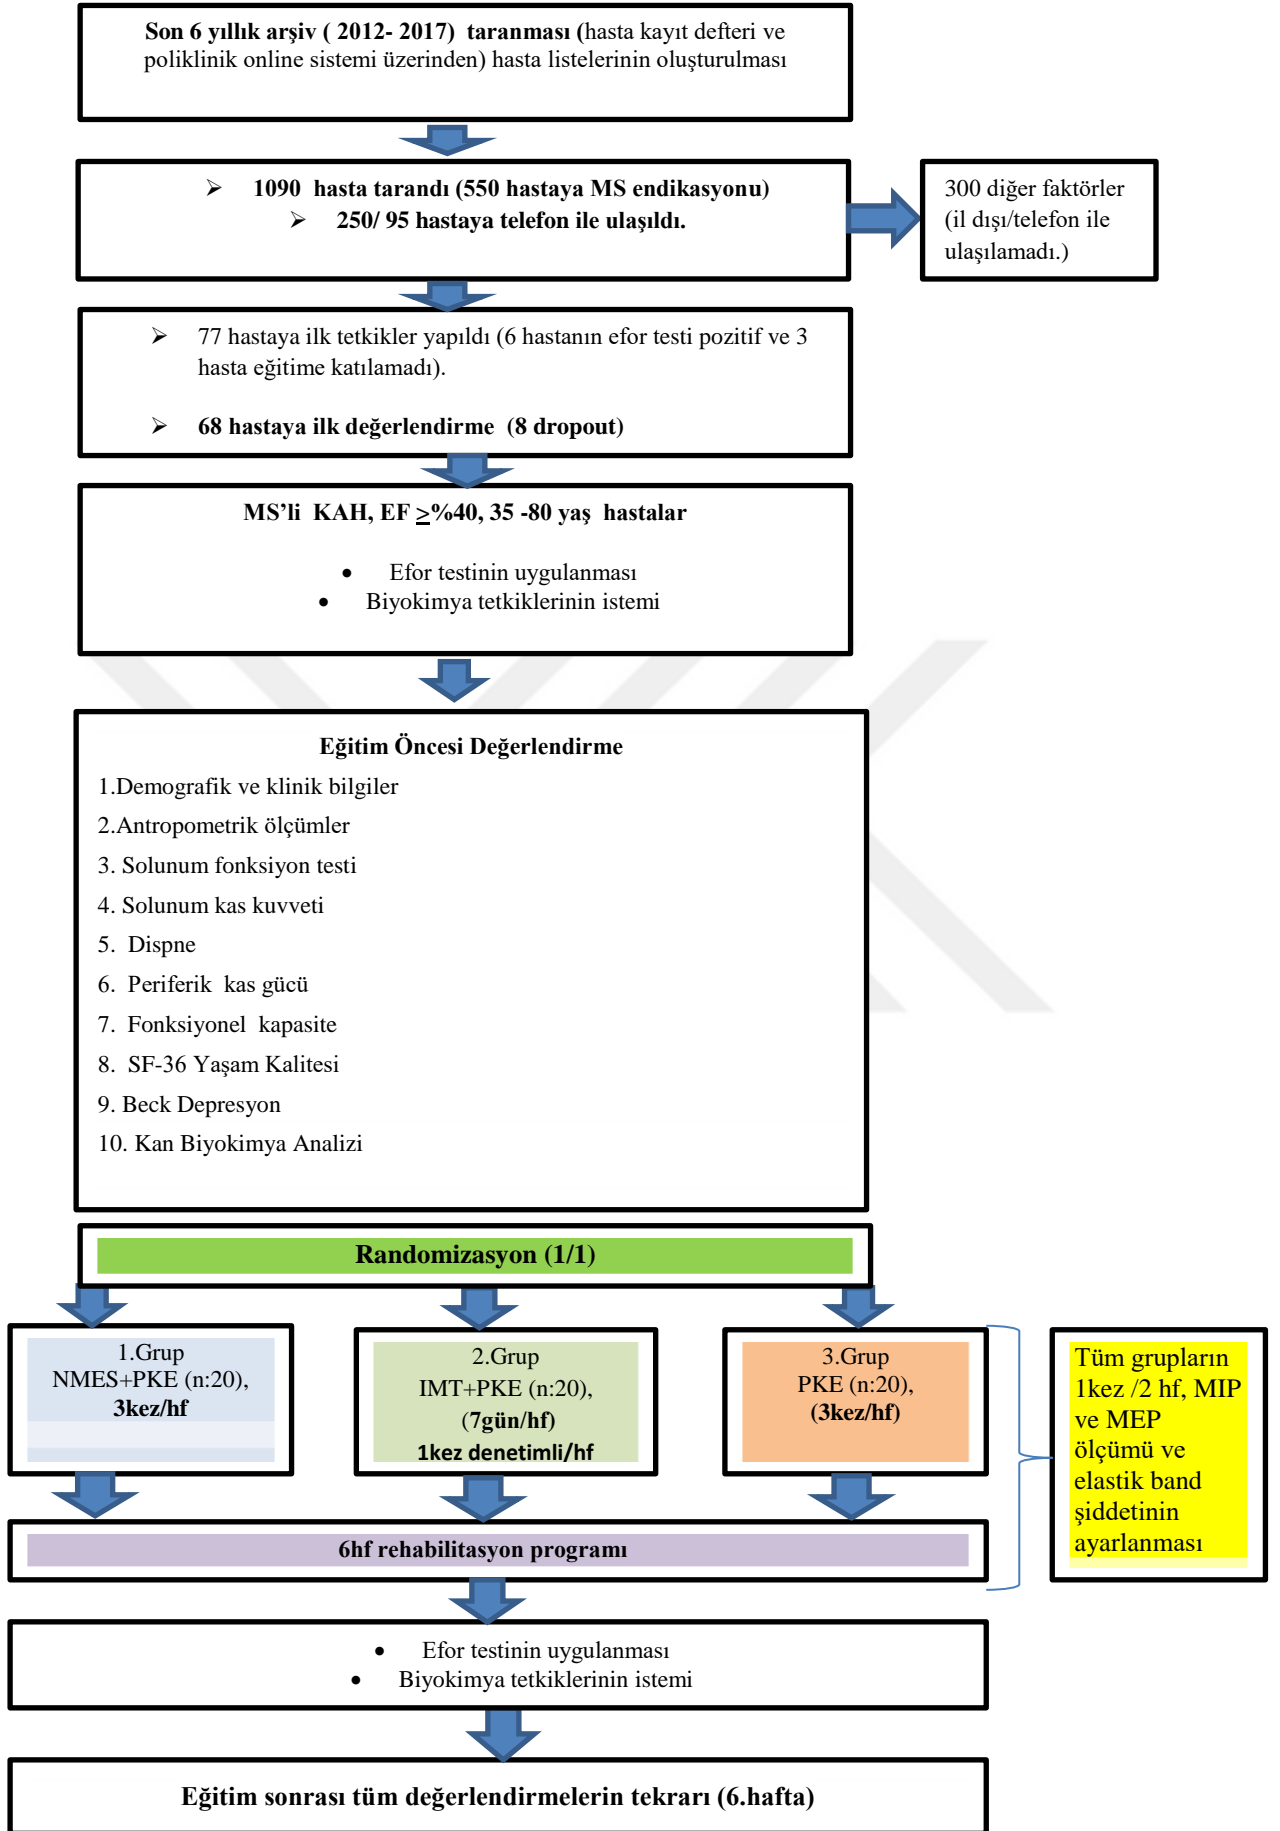 Son 6 yıllık arşiv ( 2012- 2017) taranması (hasta kayıt defteri ve
poliklinik online sistemi üzerinden) hasta listelerinin oluşturulması
➢ 1090 hasta tarandı (550 hastaya MS endikasyonu)
➢ 250/ 95 hastaya telefon ile ulaşıldı.
300 diğer faktörler
(il dışı/telefon ile
ulaşılamadı.)
➢ 77 hastaya ilk tetkikler yapıldı (6 hastanın efor testi pozitif ve 3
hasta eğitime katılamadı).
➢ 68 hastaya ilk değerlendirme (8 dropout)
MS’li KAH, EF ≥%40, 35 -80 yaş hastalar
• Efor testinin uygulanması
• Biyokimya tetkiklerinin istemi
Eğitim Öncesi Değerlendirme
1.Demografik ve klinik bilgiler
2.Antropometrik ölçümler
3. Solunum fonksiyon testi
4. Solunum kas kuvveti
5. Dispne
6. Periferik kas gücü
7. Fonksiyonel kapasite
8. SF-36 Yaşam Kalitesi
9. Beck Depresyon
10. Kan Biyokimya Analizi
Randomizasyon (1/1)
1.Grup
NMES+PKE (n:20),
3kez/hf
2.Grup
IMT+PKE (n:20),
(7gün/hf)
1kez denetimli/hf
3.Grup
PKE (n:20),
(3kez/hf)
Tüm grupların
1kez /2 hf, MIP
ve MEP
ölçümü ve
elastik band
şiddetinin
ayarlanması
6hf rehabilitasyon programı
• Efor testinin uygulanması
• Biyokimya tetkiklerinin istemi
Eğitim sonrası tüm değerlendirmelerin tekrarı (6.hafta)